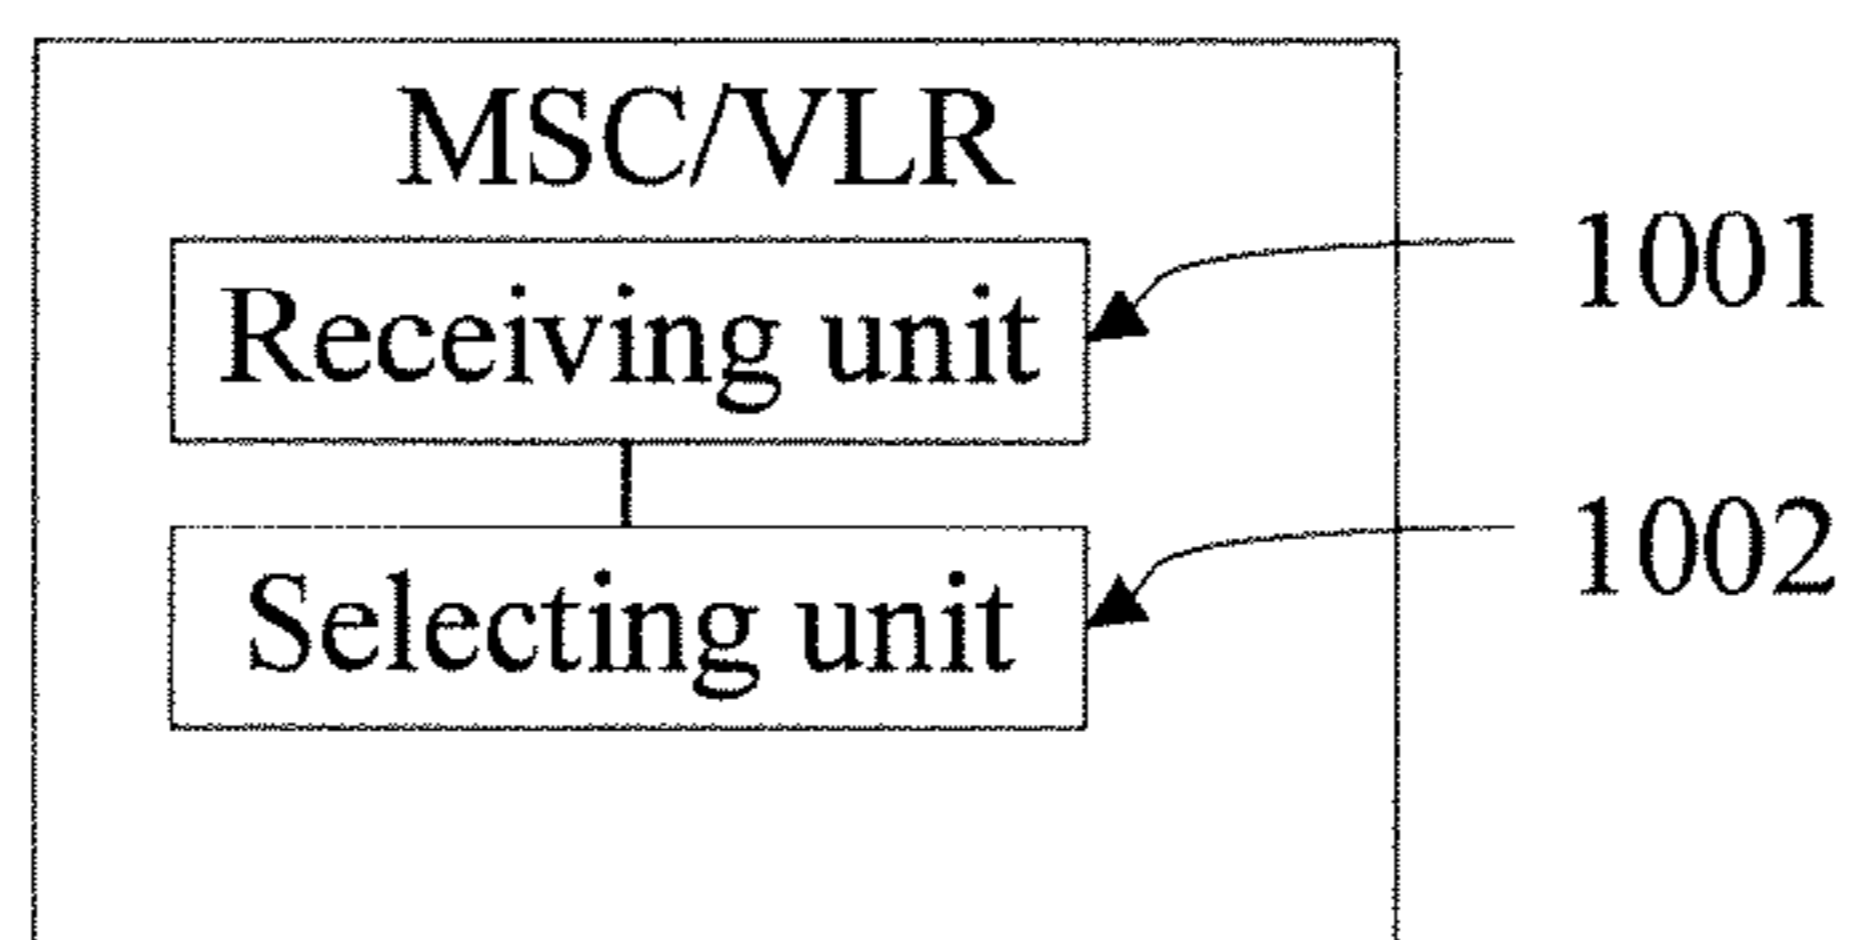 MSC/VLR
Receiving unit
1001
Selecting unit
1002